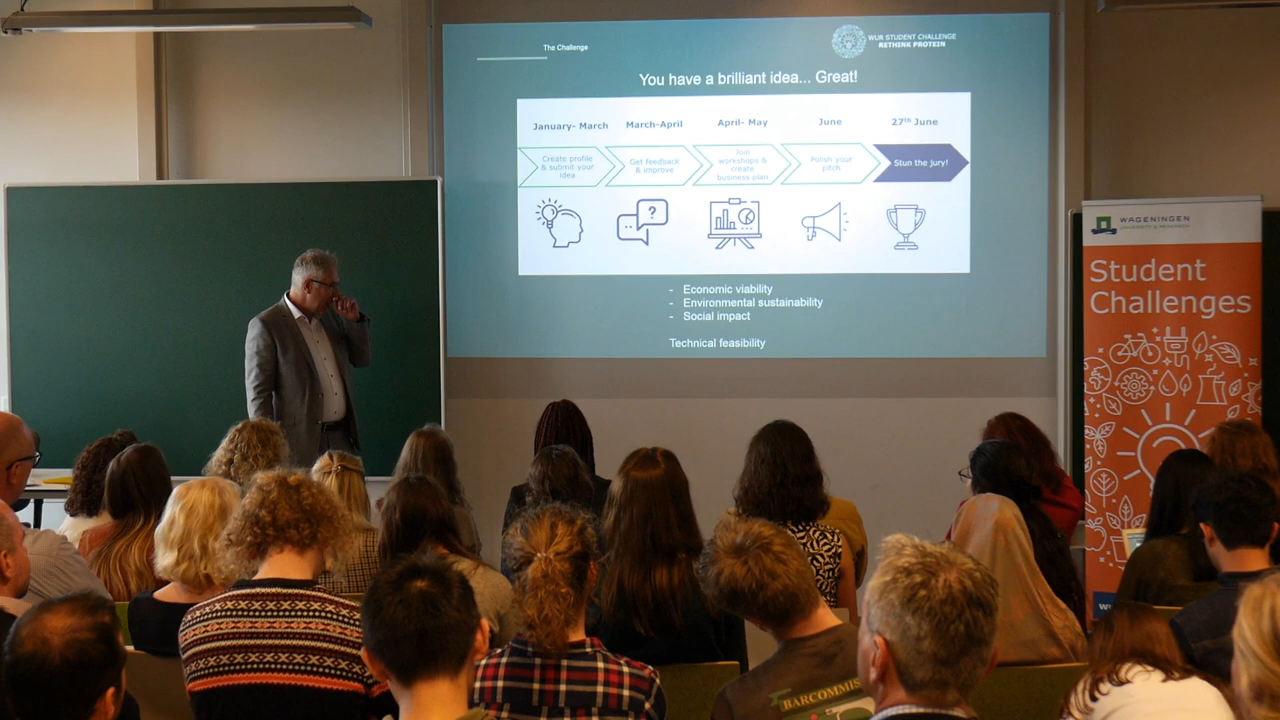 The Challenge
WUR STUDENT CHALLENGE
RETHINK PROTEIN
You have a brilliant idea... Great!
January- March
March-April
April- May
June
27th June
Create profile
& submit your
idea
Get feedback
& improve
Join
workshops &
create
business plan
Polish your
pitch
Stun the jury!
- Economic viability
- Environmental sustainability
- Social impact
Technical feasibility
WAGENINGEN
UNIVERSITY & RESEARCH
Student
Challenges
BARCOMMIS